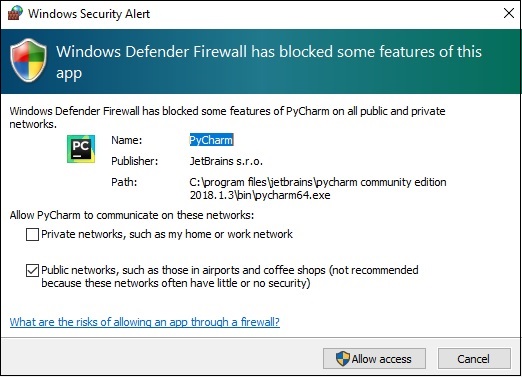 Windows Security Alert
Windows Defender Firewall has blocked some features of this
app
Windows Defender Firewall has blocked some features of PyCharm on all public and private
networks.
PC
Name: PyCharm
Publisher: JetBrains s.r.o.
Path: C:\program files\jetbrains\pycharm community edition
2018.1.3\bin\pycharm64.exe
Allow PyCharm to communicate on these networks:
Private networks, such as my home or work network
Public networks, such as those in airports and coffee shops (not recommended
because these networks often have little or no security)
What are the risks of allowing an app through a firewall?
Allow access Cancel